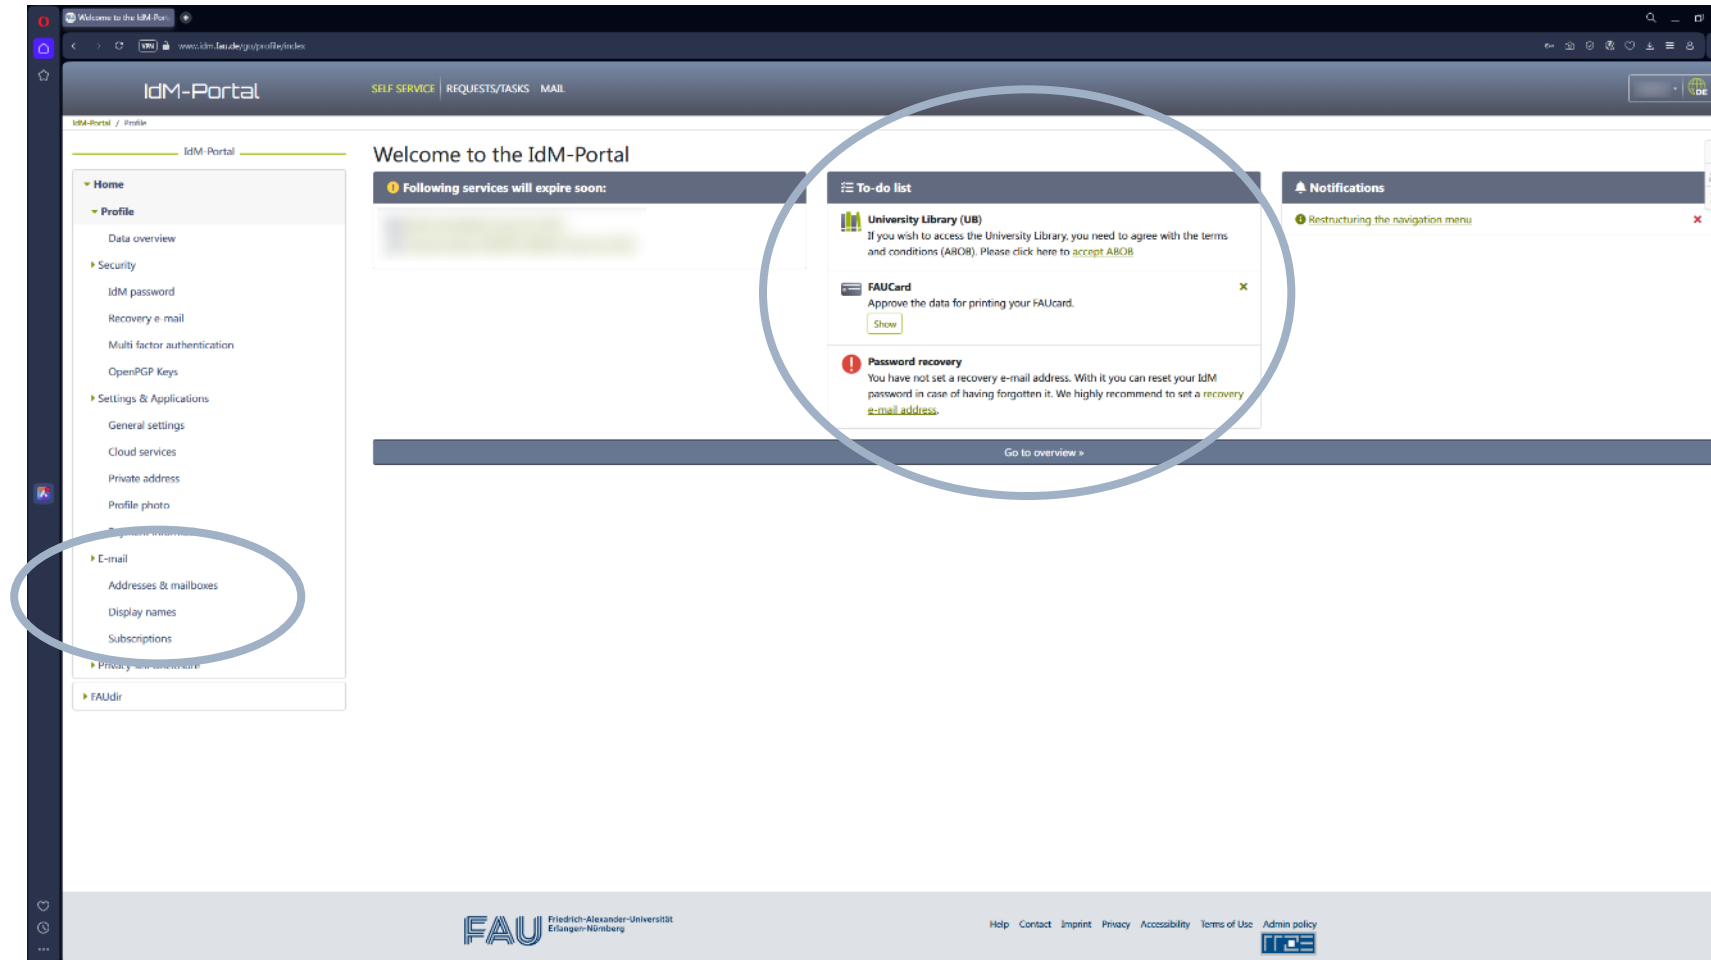 Welcome to the IdM-Port
VPN www.idm.fau.de/go/profile/index
IdM-Portal
SELF SERVICE REQUESTS/TASKS MAIL
DE
IdM-Portal / Profile
IdM-Portal
Home
Profile
Data overview
Security
IdM password
Recovery e-mail
Multi factor authentication
OpenPGP Keys
Settings & Applications
General settings
Cloud services
Private address
Profile photo
E-mail
Addresses & mailboxes
Display names
Subscriptions
FAUdir
Welcome to the IdM-Portal
Following services will expire soon:
To-do list
University Library (UB)
If you wish to access the University Library, you need to agree with the terms
and conditions (ABOB). Please click here to accept ABOB
FAUCard
Approve the data for printing your FAUcard.
Show
Password recovery
You have not set a recovery e-mail address. With it you can reset your IdM
password in case of having forgotten it. We highly recommend to set a recovery
e-mail address.
Notifications
Restructuring the navigation menu
Go to overview »
FAU Friedrich-Alexander-Universität
Erlangen-Nürnberg
Help Contact Imprint Privacy Accessibility Terms of Use Admin policy
rrze